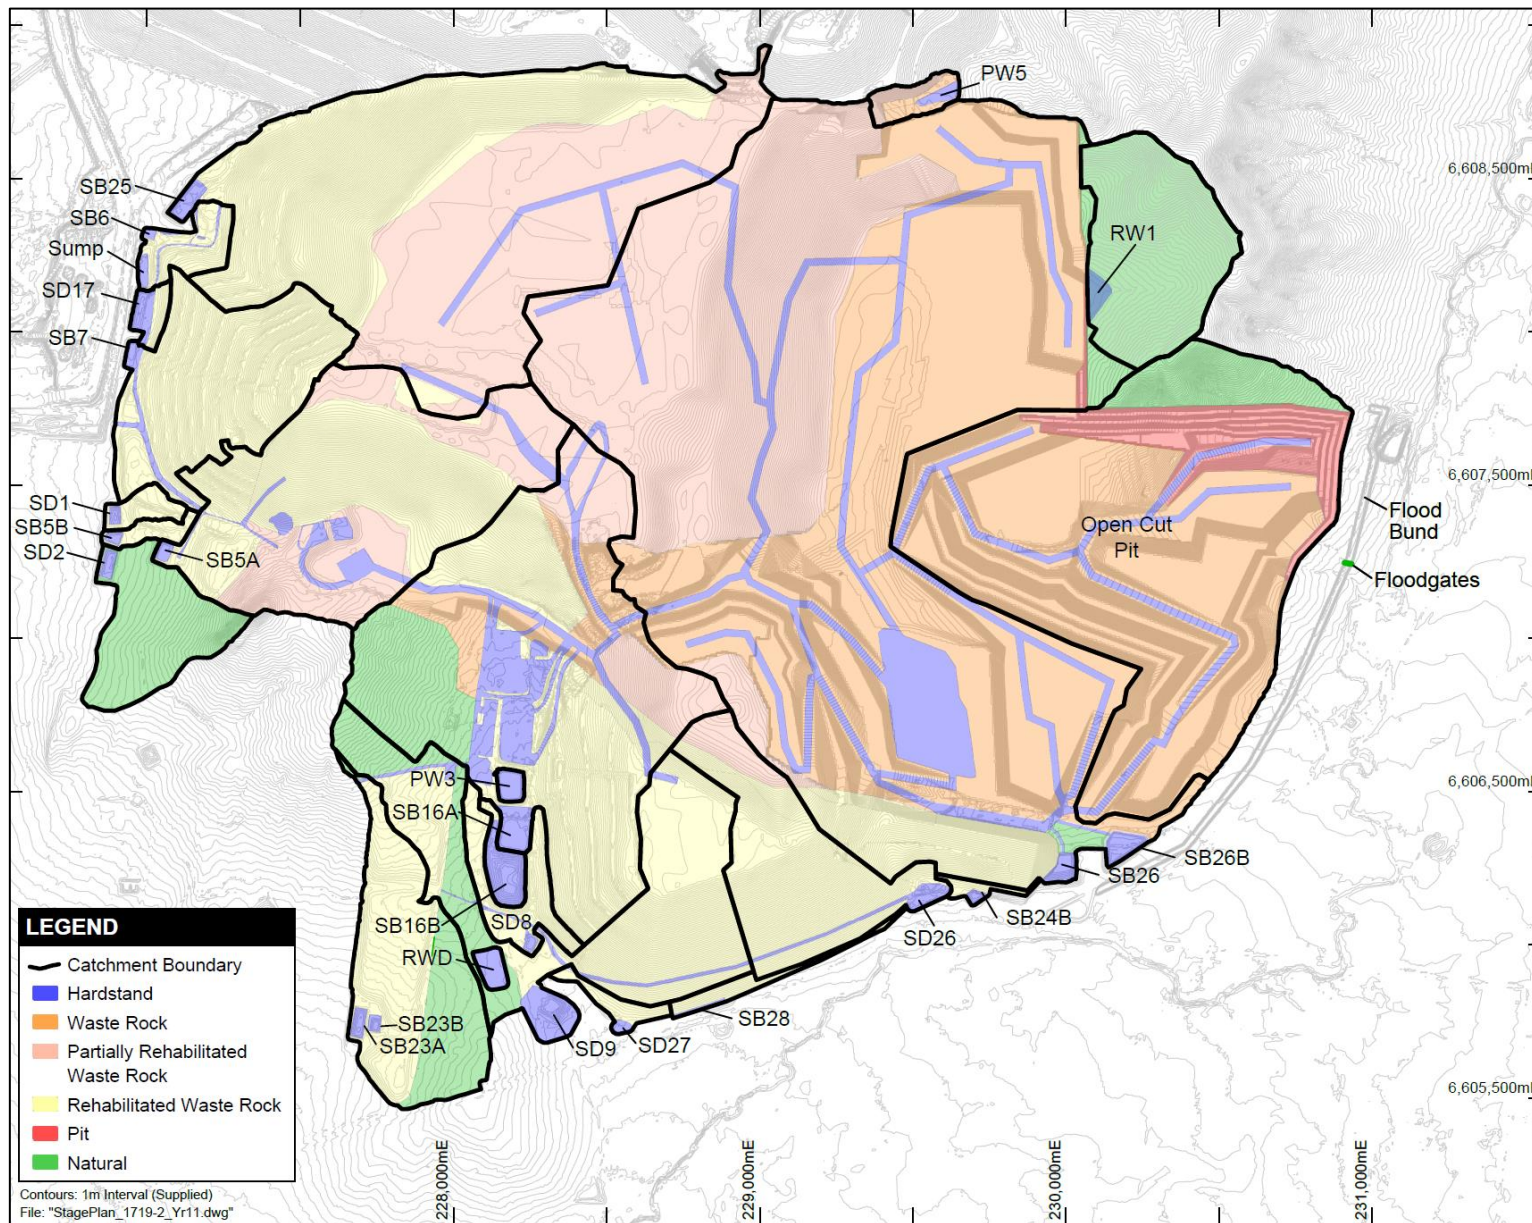 PW5
6,608,500mN
SB25
SB6
Sump
RW1
SD17
SB7
6,607,500mN
SD1
SB5B
SD2
SB5A
Open Cut
Pit
Flood
Bund
Floodgates
PW3
6,606,500mN
SB16A
SB26B
SB26
SB24B
SD26
SB16B
SD8
RWD
SB28
SB23B
SB23A
SD9
SD27
6,605,500mN
LEGEND
Catchment Boundary
Hardstand
Waste Rock
Partially Rehabilitated
Waste Rock
Rehabilitated Waste Rock
Pit
Natural
228,000mE
229,000mE
230,000mE
231,000mE
Contours: 1m Interval (Supplied)
File: "StagePlan_1719-2_Yr11.dwg"